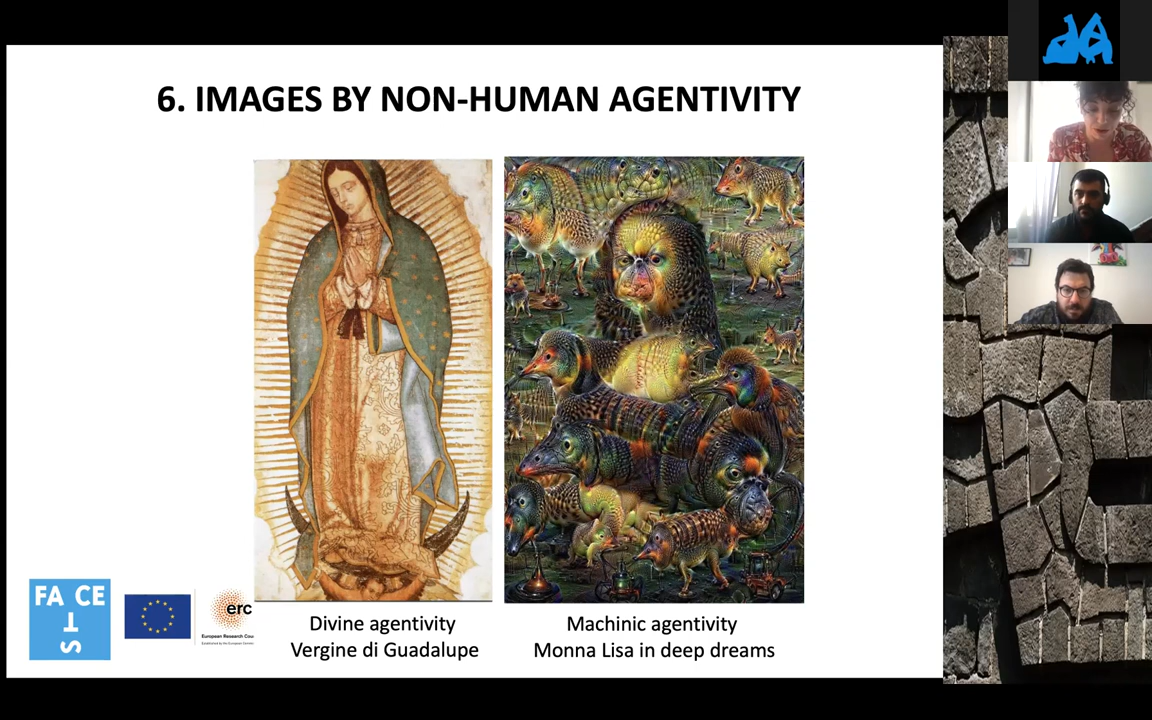 6. IMAGES BY NON-HUMAN AGENTIVITY
Divine agentivity
Vergine di Guadalupe
Machinic agentivity
Monna Lisa in deep dreams
FA CE
T
S
erc
European Research Cou